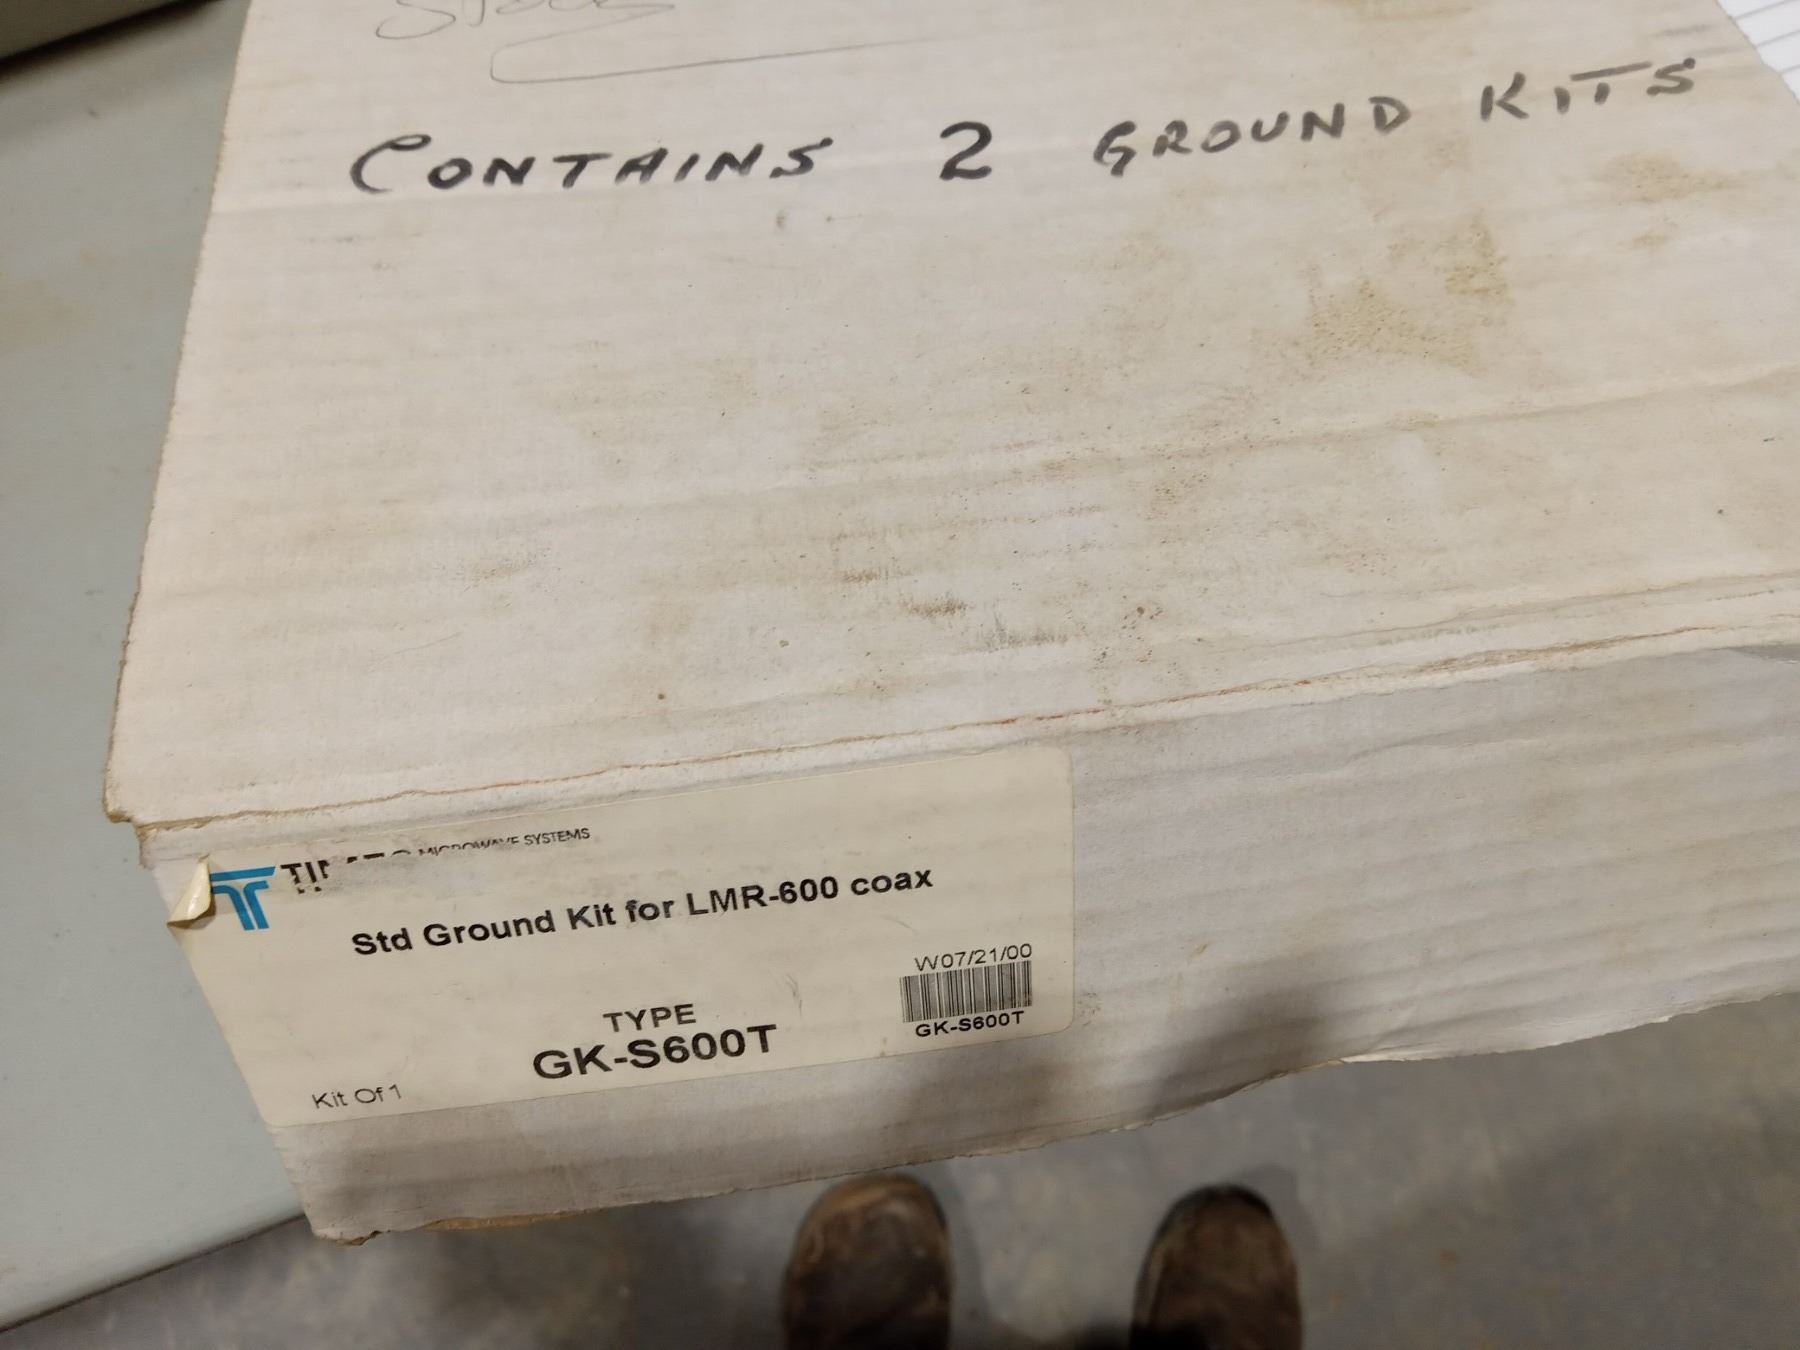 CONTAINS 2 GROUND KITS
SYSTEMS
Std Ground Kit for LMR-600 coax
W07/21/00
GK-S600T
TYPE
GK-S600T
Kit Of 1